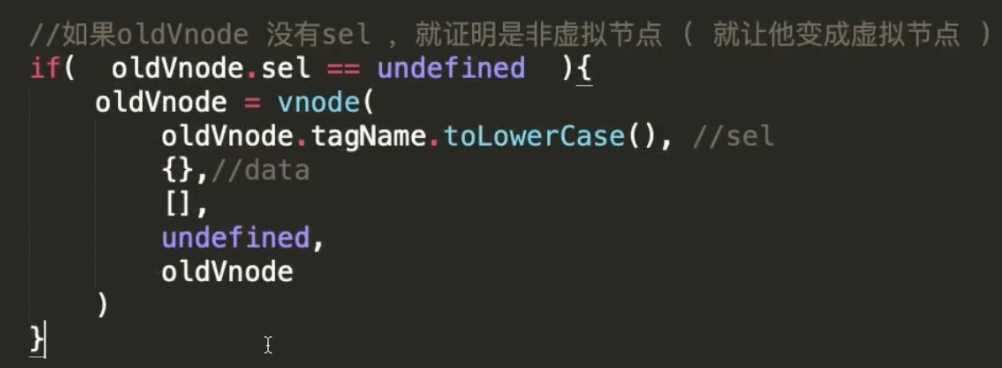 //如果oldVnode 没有sel ，就证明是非虚拟节点 （ 就让他变成虚拟节点 ）
if(  oldVnode.sel == undefined  ){
oldVnode = vnode(
oldVnode.tagName.toLowerCase(), //sel
{},//data
[],
undefined,
oldVnode
)
}